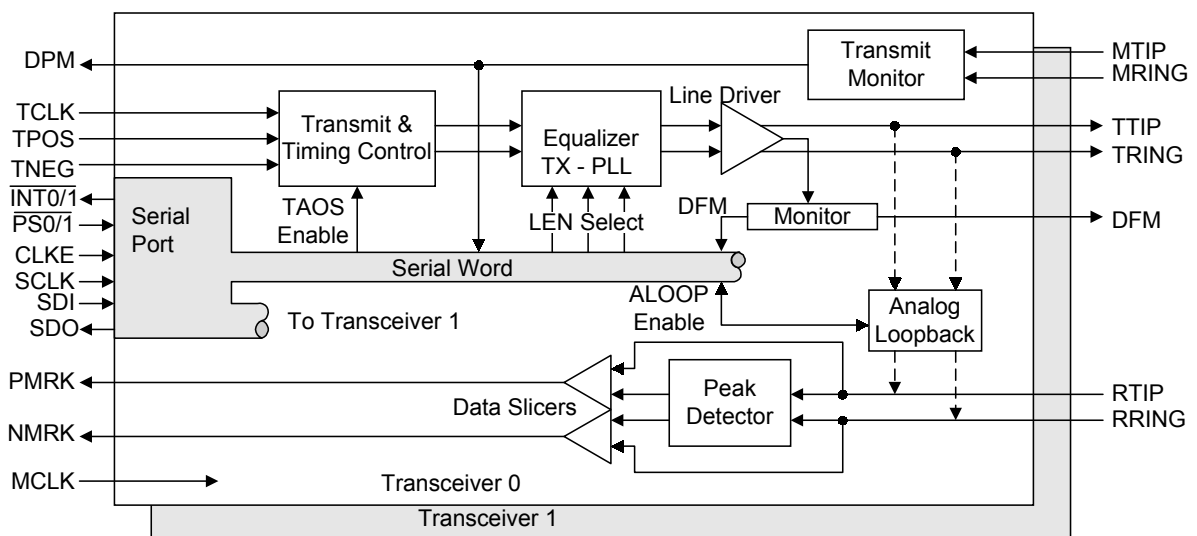 DPM
Transmit
Monitor
MTIP
MRING
TCLK
TPOS
TNEG
Transmit &
Timing Control
Equalizer
TX - PLL
Line Driver
TTIP
TRING
INT0/1
PS0/1
CLKE
SCLK
SDI
SDO
Serial
Port
TAOS
Enable
LEN Select
DFM
Monitor
DFM
Serial Word
To Transceiver 1
ALOOP
Enable
Analog
Loopback
PMRK
NMRK
MCLK
Data Slicers
Peak
Detector
RTIP
RRING
Transceiver 0
Transceiver 1